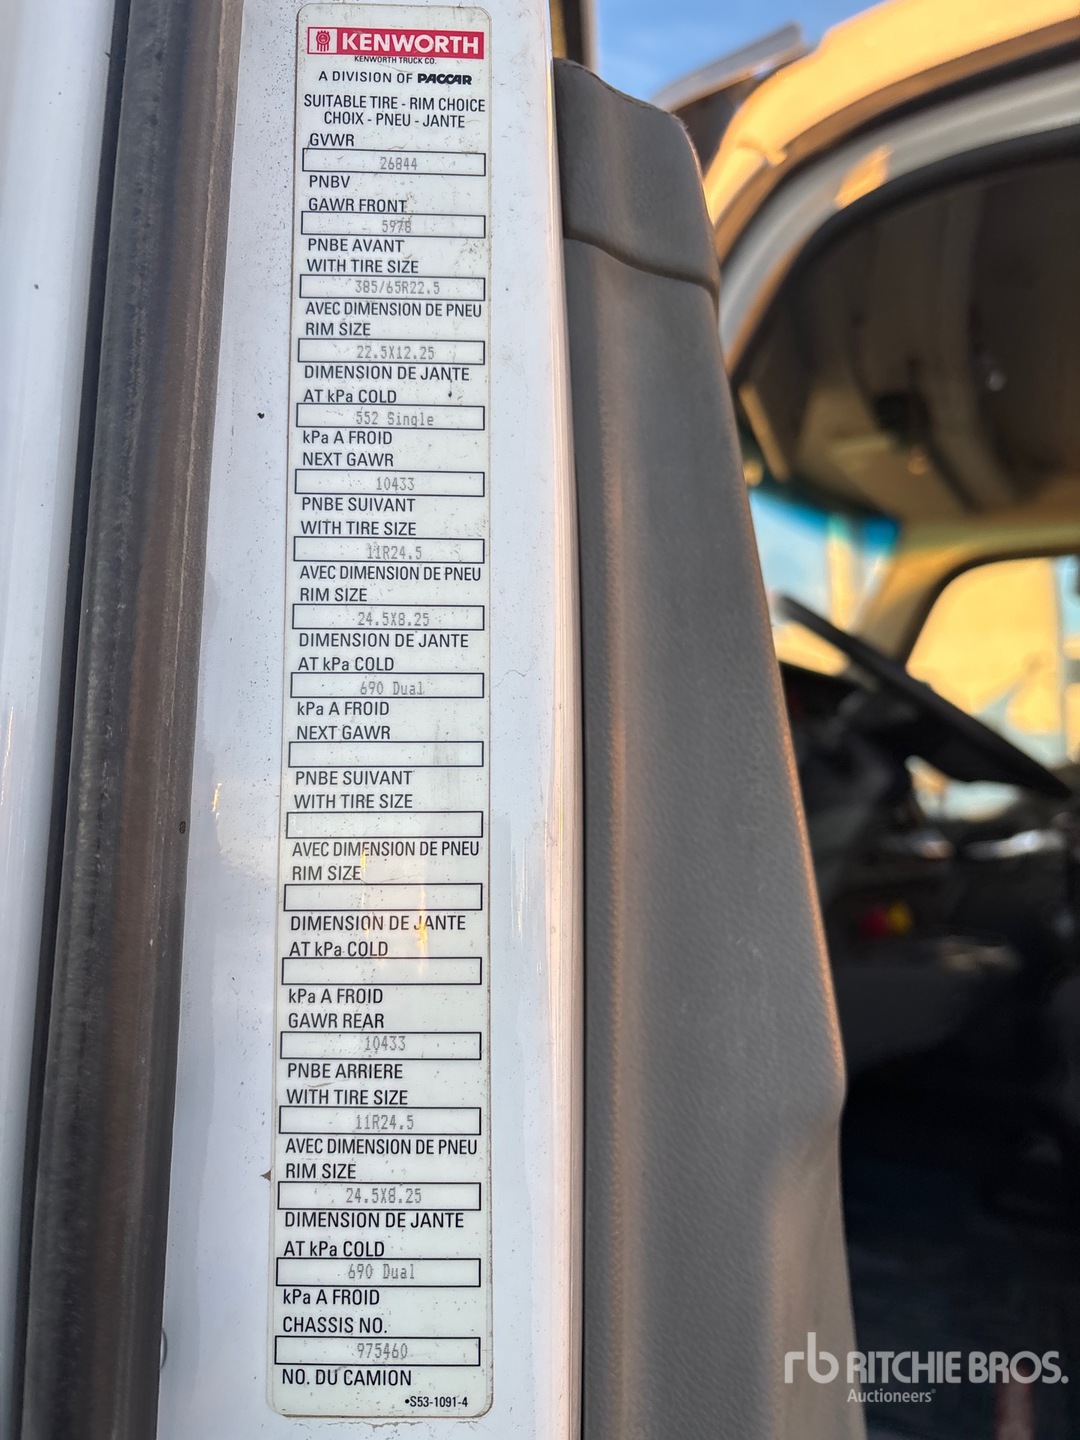 KENWORTH
KENWORTH TRUCK CO.
A DIVISION OF PACCAR
SUITABLE TIRE - RIM CHOICE
CHOIX - PNEU - JANTE
GVWR
26844
PNBV
GAWR FRONT
5978
PNBE AVANT
WITH TIRE SIZE
385/65R22.5
AVEC DIMENSION DE PNEU
RIM SIZE
22.5X12.25
DIMENSION DE JANTE
AT kPa COLD
552 Single
kPa A FROID
NEXT GAWR
10433
PNBE SUIVANT
WITH TIRE SIZE
11R24.5
AVEC DIMENSION DE PNEU
RIM SIZE
24.5X8.25
DIMENSION DE JANTE
AT kPa COLD
690 Dual
kPa A FROID
NEXT GAWR
PNBE SUIVANT
WITH TIRE SIZE
AVEC DIMENSION DE PNEU
RIM SIZE
DIMENSION DE JANTE
AT kPa COLD
kPa A FROID
GAWR REAR
10433
PNBE ARRIERE
WITH TIRE SIZE
11R24.5
AVEC DIMENSION DE PNEU
RIM SIZE
24.5X8.25
DIMENSION DE JANTE
AT kPa COLD
690 Dual
kPa A FROID
CHASSIS NO.
975460
NO. DU CAMION
•S53-1091-4
rb RITCHIE BROS.
Auctioneers